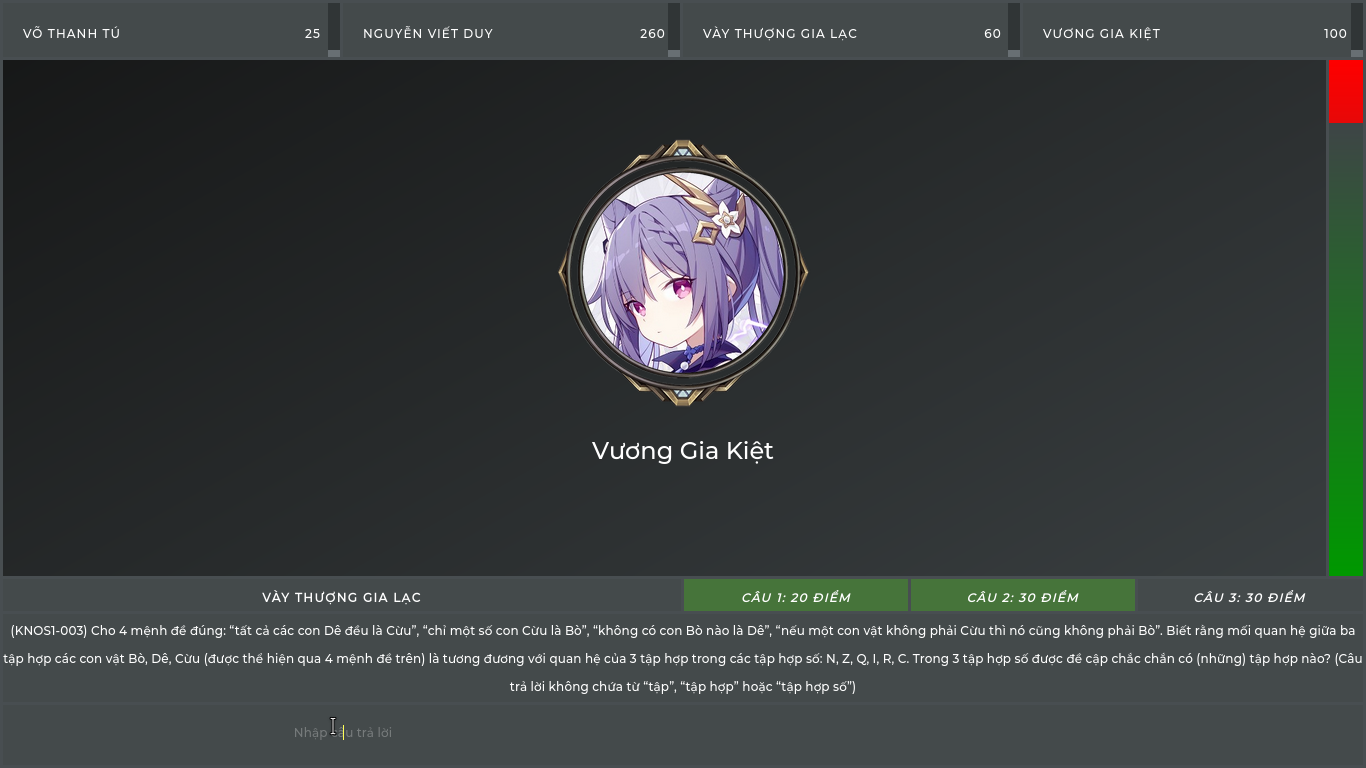 VÕ THANH TÚ 25 NGUYỄN VIẾT DUY 260 VÀY THƯỢNG GIA LẠC 60 VƯƠNG GIA KIỆT 100
Vương Gia Kiệt
VÀY THƯỢNG GIA LẠC CÂU 1: 20 ĐIỂM CÂU 2: 30 ĐIỂM CÂU 3: 30 ĐIỂM
(KNOS1-003) Cho 4 mệnh đề đúng: “tất cả các con Dê đều là Cừu”, “chỉ một số con Cừu là Bò”, “không có con Bò nào là Dê”, “nếu một con vật không phải Cừu thì nó cũng không phải Bò”. Biết rằng mối quan hệ giữa ba
tập hợp các con vật Bò, Dê, Cừu (được thể hiện qua 4 mệnh đề trên) là tương đương với quan hệ của 3 tập hợp trong các tập hợp số: N, Z, Q, I, R, C. Trong 3 tập hợp số được đề cập chắc chắn có (những) tập hợp nào? (Câu
trả lời không chứa từ “tập”, “tập hợp” hoặc “tập hợp số”)
Nhập câu trả lời